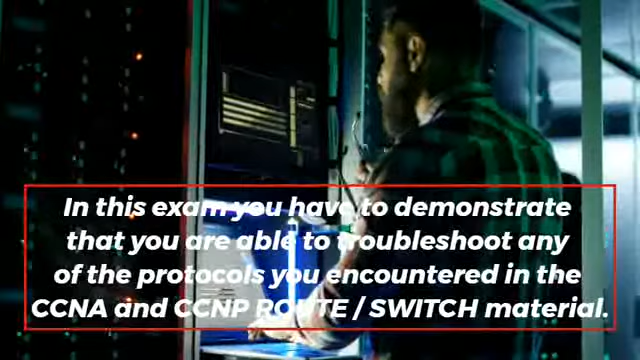 In this exam you have to demonstrate
that you are able to troubleshoot any
of the protocols you encountered in the
CCNA and CCNP ROUTE / SWITCH material.